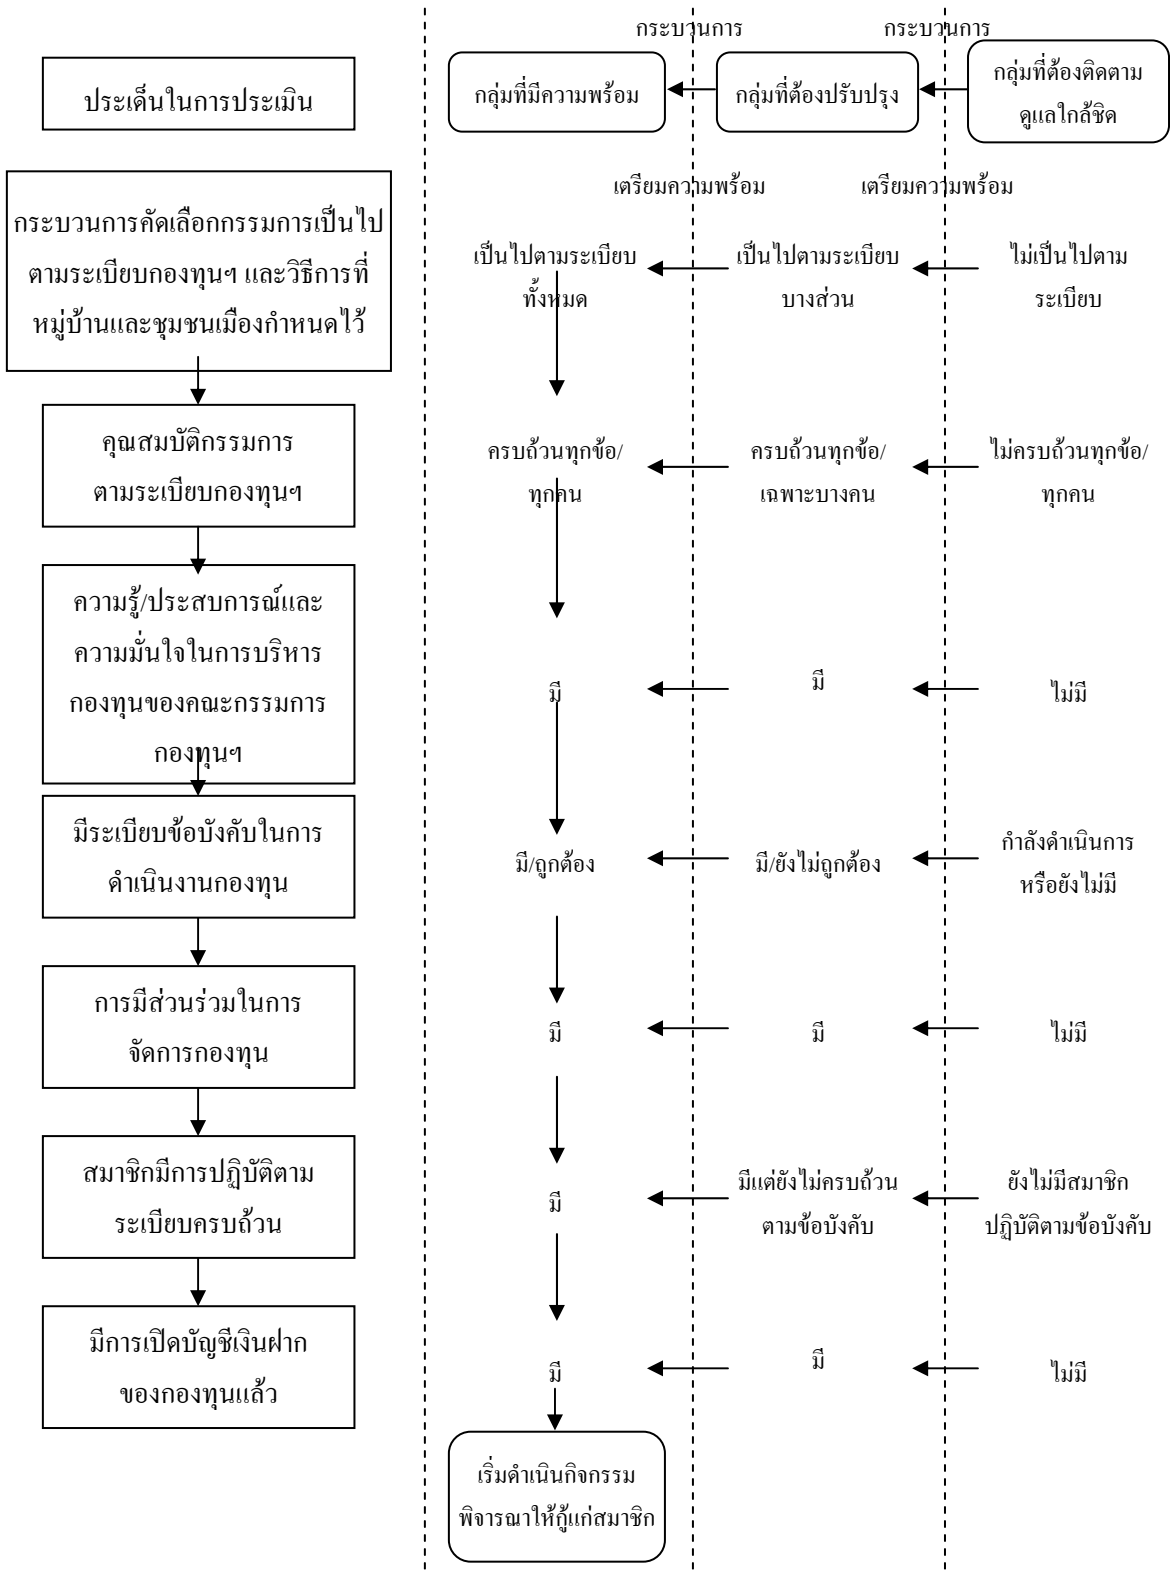 กระบวนการ
กระบวนการ
ประเด็นในการประเมิน
กลุ่มที่มีความพร้อม
กลุ่มที่ต้องปรับปรุง
กลุ่มที่ต้องติดตาม
ดูแลใกล้ชิด
เตรียมความพร้อม
เตรียมความพร้อม
กระบวนการคัดเลือกกรรมการเป็นไป
ตามระเบียบกองทุนฯ และวิธีการที่
หมู่บ้านและชุมชนเมืองกำหนดไว้
เป็นไปตามระเบียบ
ทั้งหมด
เป็นไปตามระเบียบ
บางส่วน
ไม่เป็นไปตาม
ระเบียบ
คุณสมบัติกรรมการ
ตามระเบียบกองทุนฯ
ครบถ้วนทุกข้อ/
ทุกคน
ครบถ้วนทุกข้อ/
เฉพาะบางคน
ไม่ครบถ้วนทุกข้อ/
ทุกคน
ความรู้/ประสบการณ์และ
ความมั่นใจในการบริหาร
กองทุนของคณะกรรมการ
กองทุนฯ
มี
มี
ไม่มี
มีระเบียบข้อบังคับในการ
ดำเนินงานกองทุน
มี/ถูกต้อง
มี/ยังไม่ถูกต้อง
กำลังดำเนินการ
หรือยังไม่มี
การมีส่วนร่วมในการ
จัดการกองทุน
มี
มี
ไม่มี
สมาชิกมีการปฏิบัติตาม
ระเบียบครบถ้วน
มี
มีแต่ยังไม่ครบถ้วน
ตามข้อบังคับ
ยังไม่มีสมาชิก
ปฏิบัติตามข้อบังคับ
มีการเปิดบัญชีเงินฝาก
ของกองทุนแล้ว
มี
มี
ไม่มี
เริ่มดำเนินกิจกรรม
พิจารณาให้กู้แก่สมาชิก